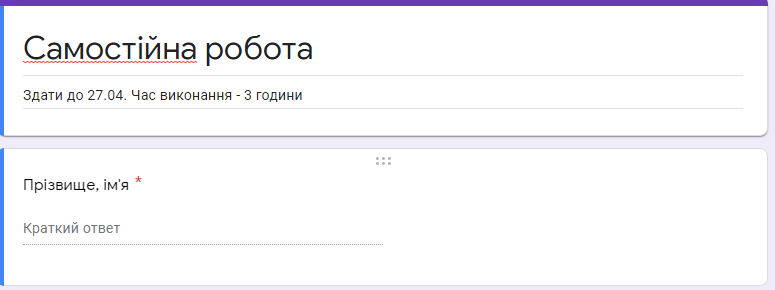 Самостійна робота
Здати до 27.04. Час виконання - 3 години
Прізвище, ім'я *
Краткий ответ